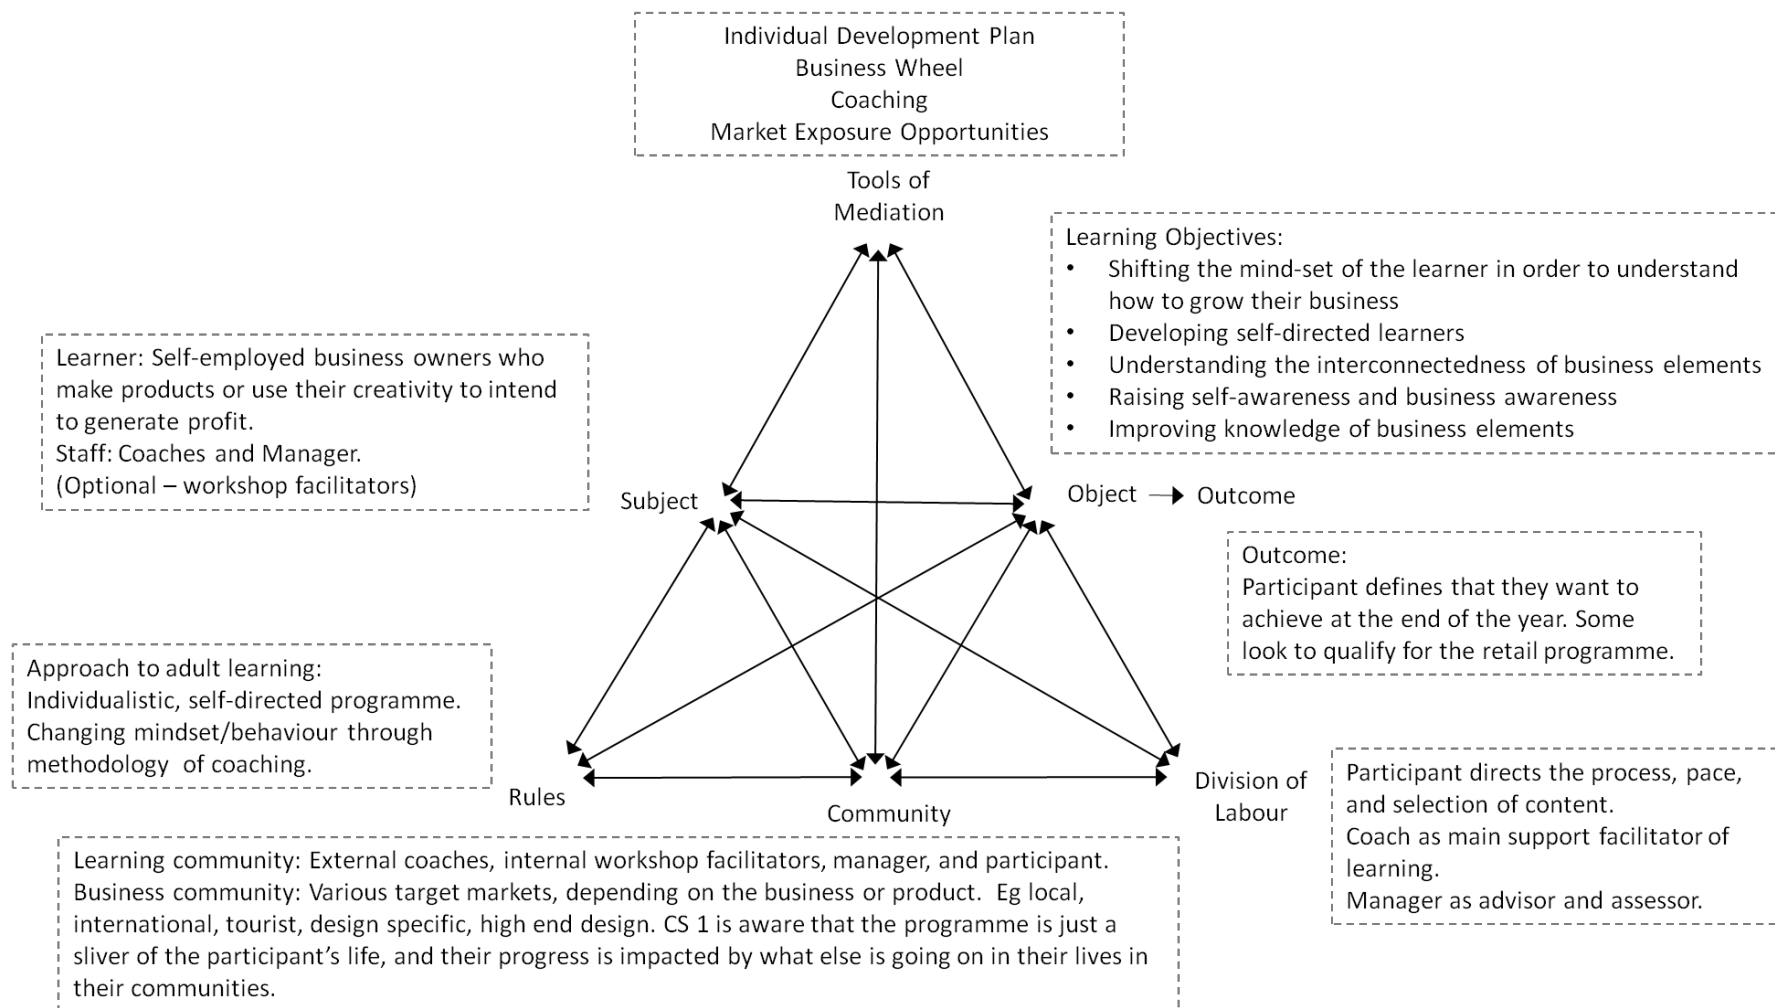 Individual Development Plan
Business Wheel
Coaching
Market Exposure Opportunities
Tools of
Mediation
Learning Objectives:
• Shifting the mind-set of the learner in order to understand
how to grow their business
• Developing self-directed learners
• Understanding the interconnectedness of business elements
• Raising self-awareness and business awareness
• Improving knowledge of business elements
Learner: Self-employed business owners who
make products or use their creativity to intend
to generate profit.
Staff: Coaches and Manager.
(Optional – workshop facilitators)
Subject
Object
Outcome
Outcome:
Participant defines that they want to
achieve at the end of the year. Some
look to qualify for the retail programme.
Approach to adult learning:
Individualistic, self-directed programme.
Changing mindset/behaviour through
methodology of coaching.
Rules
Community
Division of
Labour
Participant directs the process, pace,
and selection of content.
Coach as main support facilitator of
learning.
Manager as advisor and assessor.
Learning community: External coaches, internal workshop facilitators, manager, and participant.
Business community: Various target markets, depending on the business or product. Eg local,
international, tourist, design specific, high end design. CS 1 is aware that the programme is just a
sliver of the participant's life, and their progress is impacted by what else is going on in their lives in
their communities.